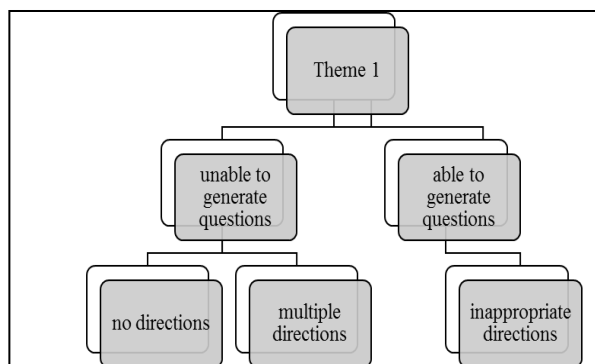 Theme 1
unable to
generate
questions
able to
generate
questions
no directions
multiple
directions
inappropriate
directions